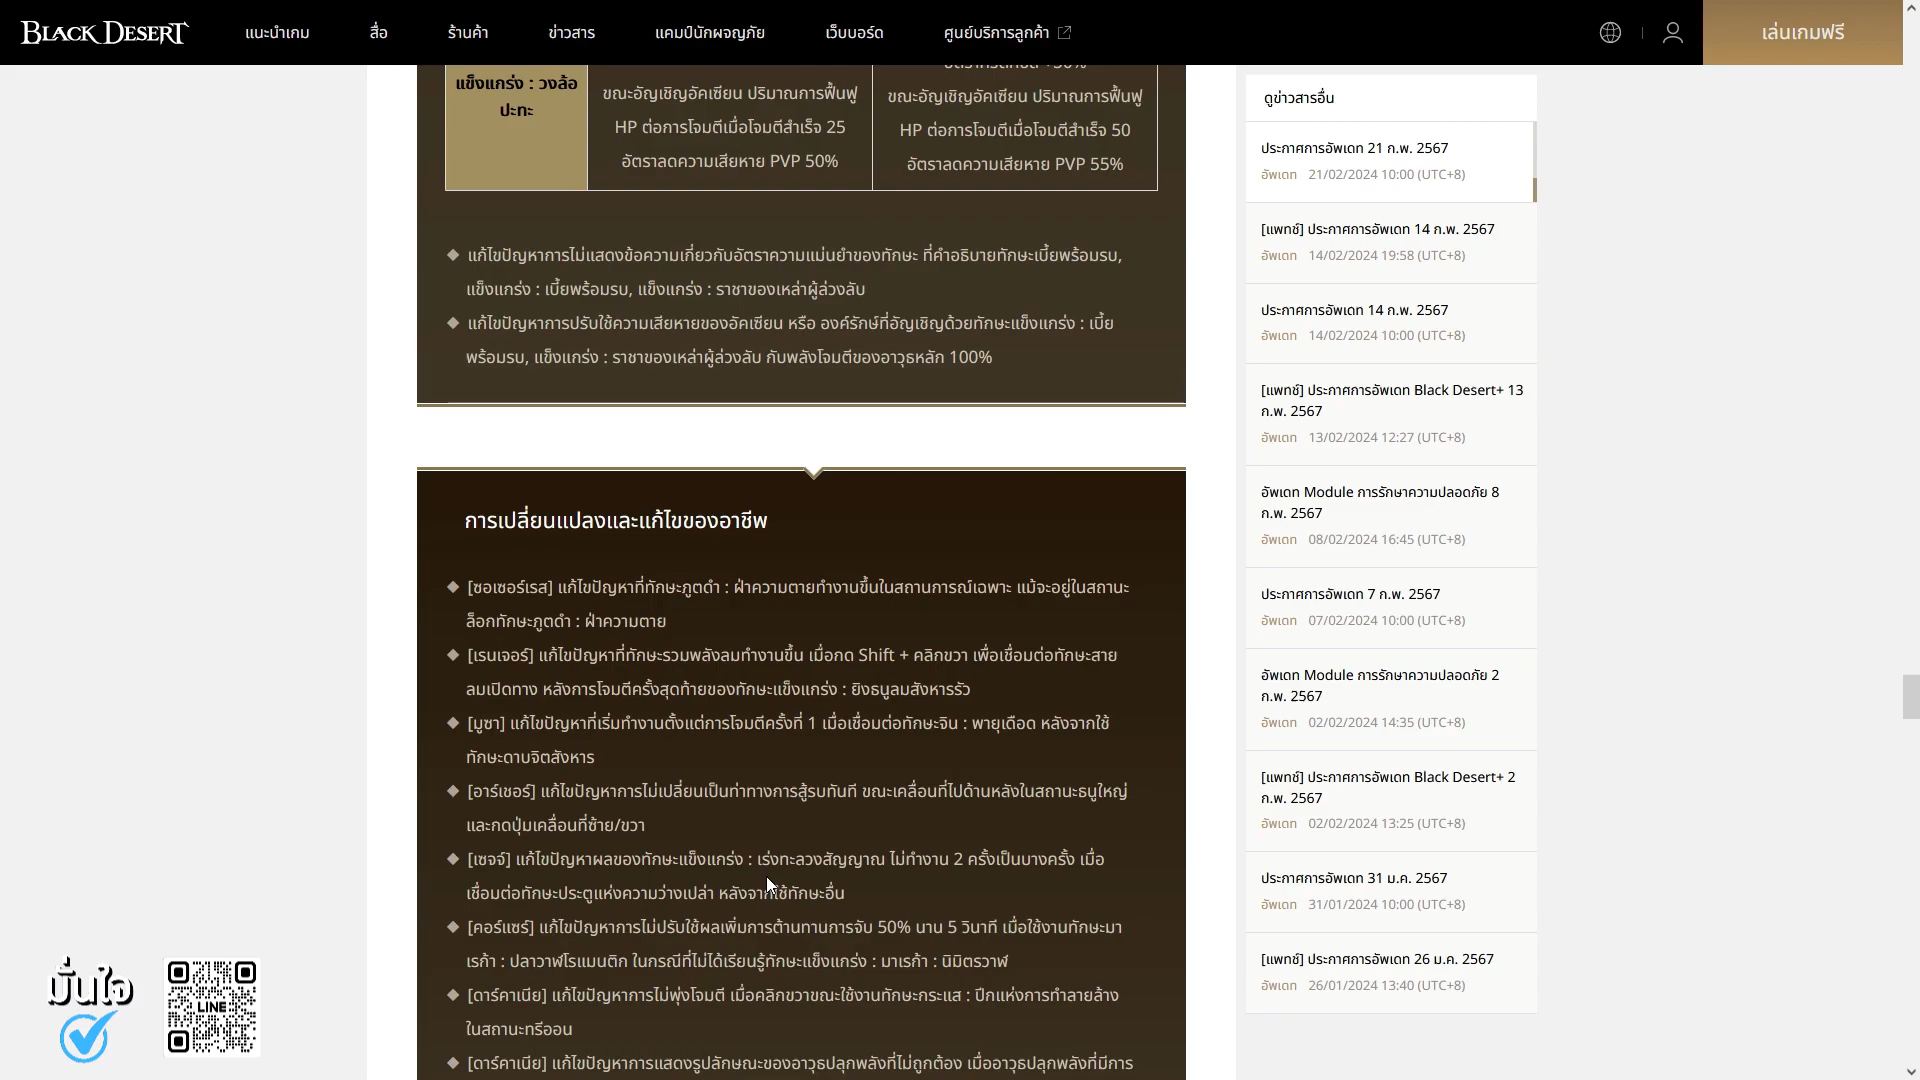 BLACK DESERT
แนะนำเกม
สื่อ
ร้านค้า
ข่าวสาร
แคมป์นักผจญภัย
เว็บบอร์ด
ศูนย์บริการลูกค้า
เล่นเกมฟรี
แข็งแกร่ง : วงล้อ
ปะทะ
ขณะอัญเชิญอัคเซียน ปริมาณการฟื้นฟู
HP ต่อการโจมตีเมื่อโจมตีสำเร็จ 25
อัตราลดความเสียหาย PVP 50%
ขณะอัญเชิญอัคเซียน ปริมาณการฟื้นฟู
HP ต่อการโจมตีเมื่อโจมตีสำเร็จ 50
อัตราลดความเสียหาย PVP 55%
◆ แก้ไขปัญหาการไม่แสดงข้อความเกี่ยวกับอัตราความแม่นยำของทักษะ ที่คำอธิบายทักษะเบี้ยพร้อมรบ,
แข็งแกร่ง : เบี้ยพร้อมรบ, แข็งแกร่ง : ราชาของเหล่าผู้ล่วงลับ
◆ แก้ไขปัญหาการปรับใช้ความเสียหายของอัคเซียน หรือ องค์รักษ์ที่อัญเชิญด้วยทักษะแข็งแกร่ง : เบี้ย
พร้อมรบ, แข็งแกร่ง : ราชาของเหล่าผู้ล่วงลับ กับพลังโจมตีของอาวุธหลัก 100%
การเปลี่ยนแปลงและแก้ไขของอาชีพ
◆ [ซอเซอร์เรส] แก้ไขปัญหาที่ทักษะภูตดำ : ฝ่าความตายทำงานขึ้นในสถานการณ์เฉพาะ แม้จะอยู่ในสถานะ
ล็อกทักษะภูตดำ : ฝ่าความตาย
◆ [เรนเจอร์] แก้ไขปัญหาที่ทักษะรวมพลังลมทำงานขึ้น เมื่อกด Shift + คลิกขวา เพื่อเชื่อมต่อทักษะสาย
ลมเปิดทาง หลังการโจมตีครั้งสุดท้ายของทักษะแข็งแกร่ง : ยิงธนูลมสังหารรัว
◆ [มูซา] แก้ไขปัญหาที่เริ่มทำงานตั้งแต่การโจมตีครั้งที่ 1 เมื่อเชื่อมต่อทักษะจิน : พายุเดือด หลังจากใช้
ทักษะดาบจิตสังหาร
◆ [อาร์เชอร์] แก้ไขปัญหาการไม่เปลี่ยนเป็นท่าทางการสู้รบทันที ขณะเคลื่อนที่ไปด้านหลังในสถานะธนูใหญ่
และกดปุ่มเคลื่อนที่ซ้าย/ขวา
◆ [เซจจ์] แก้ไขปัญหาผลของทักษะแข็งแกร่ง : เร่งทะลวงสัญญาณ ไม่ทำงาน 2 ครั้งเป็นบางครั้ง เมื่อ
เชื่อมต่อทักษะประตูแห่งความว่างเปล่า หลังจากใช้ทักษะอื่น
◆ [คอร์แซร์] แก้ไขปัญหาการไม่ปรับใช้ผลเพิ่มการต้านทานการจับ 50% นาน 5 วินาที เมื่อใช้งานทักษะมา
เรก้า : ปลาวาฬโรแมนติก ในกรณีที่ไม่ได้เรียนรู้ทักษะแข็งแกร่ง : มาเรก้า : นิมิตรวาฬ
◆ [ดาร์คาเนีย] แก้ไขปัญหาการไม่พุ่งโจมตี เมื่อคลิกขวาขณะใช้งานทักษะกระแส : ปีกแห่งการทำลายล้าง
ในสถานะทรีออน
◆ [ดาร์คาเนีย] แก้ไขปัญหาการแสดงรูปลักษณะของอาวุธปลุกพลังที่ไม่ถูกต้อง เมื่ออาวุธปลุกพลังที่มีการ
ดูข่าวสารอื่น
ประกาศการอัพเดท 21 ก.พ. 2567
อัพเดท 21/02/2024 10:00 (UTC+8)
[แพทช์] ประกาศการอัพเดท 14 ก.พ. 2567
อัพเดท 14/02/2024 19:58 (UTC+8)
ประกาศการอัพเดท 14 ก.พ. 2567
อัพเดท 14/02/2024 10:00 (UTC+8)
[แพทช์] ประกาศการอัพเดท Black Desert+ 13
ก.พ. 2567
อัพเดท 13/02/2024 12:27 (UTC+8)
อัพเดท Module การรักษาความปลอดภัย 8
ก.พ. 2567
อัพเดท 08/02/2024 16:45 (UTC+8)
ประกาศการอัพเดท 7 ก.พ. 2567
อัพเดท 07/02/2024 10:00 (UTC+8)
อัพเดท Module การรักษาความปลอดภัย 2
ก.พ. 2567
อัพเดท 02/02/2024 14:35 (UTC+8)
[แพทช์] ประกาศการอัพเดท Black Desert+ 2
ก.พ. 2567
อัพเดท 02/02/2024 13:25 (UTC+8)
ประกาศการอัพเดท 31 ม.ค. 2567
อัพเดท 31/01/2024 10:00 (UTC+8)
[แพทช์] ประกาศการอัพเดท 26 ม.ค. 2567
อัพเดท 26/01/2024 13:40 (UTC+8)
มั่นใจ
LINE